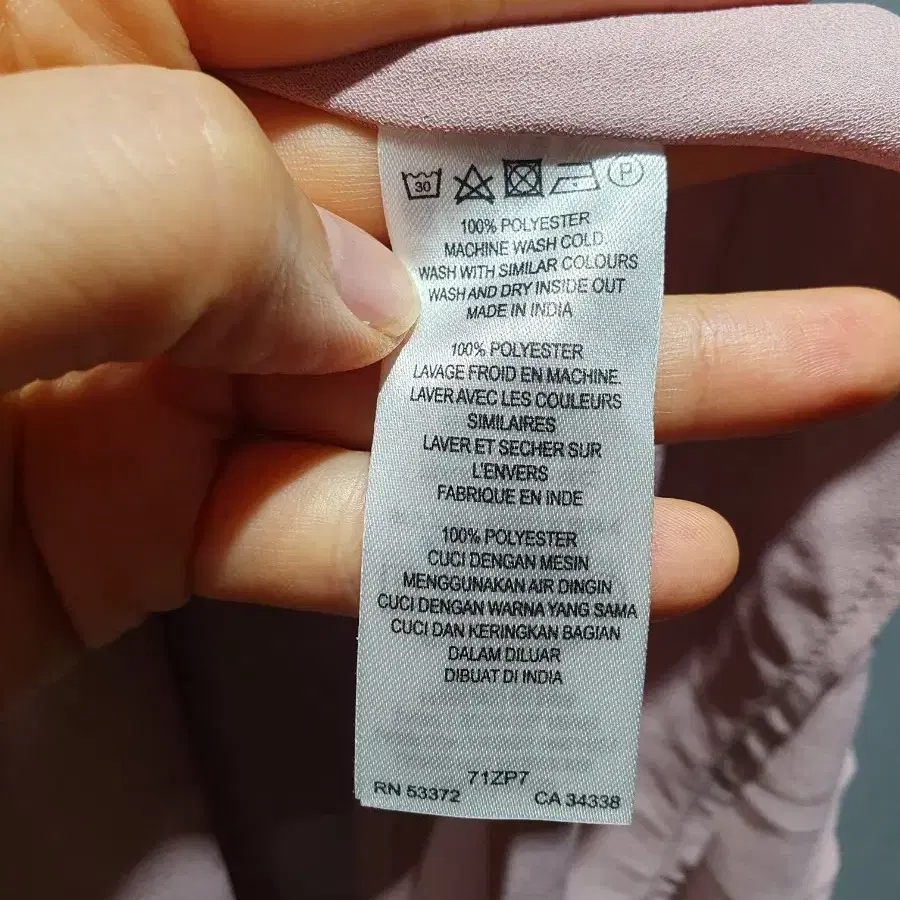 30
P
100% POLYESTER
MACHINE WASH COLD.
WASH WITH SIMILAR COLOURS
WASH AND DRY INSIDE OUT
MADE IN INDIA
100% POLYESTER
LAVAGE FROID EN MACHINE.
LAVER AVEC LES COULEURS
SIMILAIRES
LAVER ET SECHER SUR
L'ENVERS
FABRIQUE EN INDE
100% POLYESTER
CUCI DENGAN MESIN
MENGGUNAKAN AIR DINGIN
CUCI DENGAN WARNA YANG SAMA
CUCI DAN KERINGKAN BAGIAN
DALAM DILUAR
DIBUAT DI INDIA
71ZP7
RN 53372 CA 34338